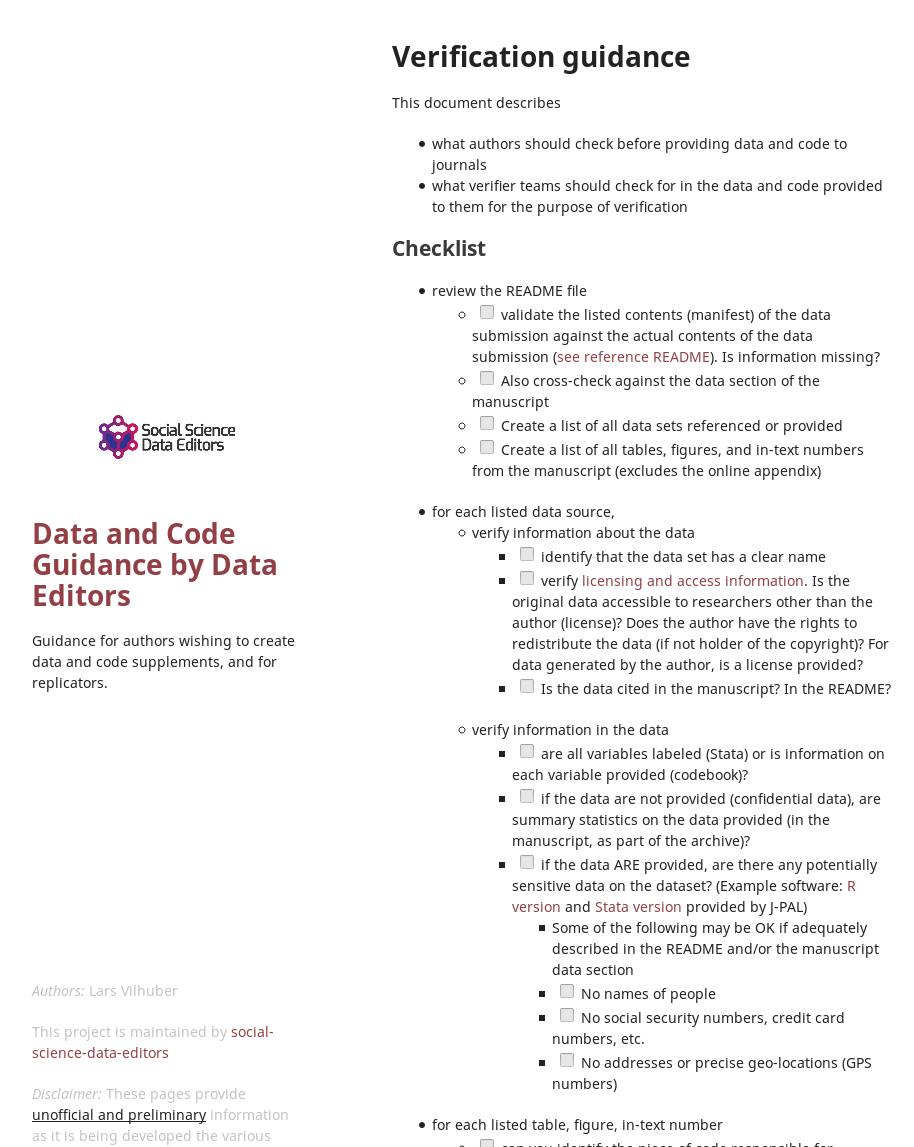 Social Science
Data Editors
Data and Code
Guidance by Data
Editors
Guidance for authors wishing to create
data and code supplements, and for
replicators.
Authors: Lars Vilhuber
This project is maintained by social-
science-data-editors
Disclaimer: These pages provide
unofficial and preliminary information
as it is being developed the various
Verification guidance
This document describes
what authors should check before providing data and code to
journals
what verifier teams should check for in the data and code provided
to them for the purpose of verification
Checklist
review the README file
validate the listed contents (manifest) of the data
submission against the actual contents of the data
submission (see reference README). Is information missing?
Also cross-check against the data section of the
manuscript
Create a list of all data sets referenced or provided
Create a list of all tables, figures, and in-text numbers
from the manuscript (excludes the online appendix)
for each listed data source,
verify information about the data
identify that the data set has a clear name
verify licensing and access information. Is the
original data accessible to researchers other than the
author (license)? Does the author have the rights to
redistribute the data (if not holder of the copyright)? For
data generated by the author, is a license provided?
Is the data cited in the manuscript? In the README?
verify information in the data
are all variables labeled (Stata) or is information on
each variable provided (codebook)?
if the data are not provided (confidential data), are
summary statistics on the data provided (in the
manuscript, as part of the archive)?
if the data ARE provided, are there any potentially
sensitive data on the dataset? (Example software: R
version and Stata version provided by J-PAL)
Some of the following may be OK if adequately
described in the README and/or the manuscript
data section
No names of people
No social security numbers, credit card
numbers, etc.
No addresses or precise geo-locations (GPS
numbers)
for each listed table, figure, in-text number
can you identify the piece of code responsible for